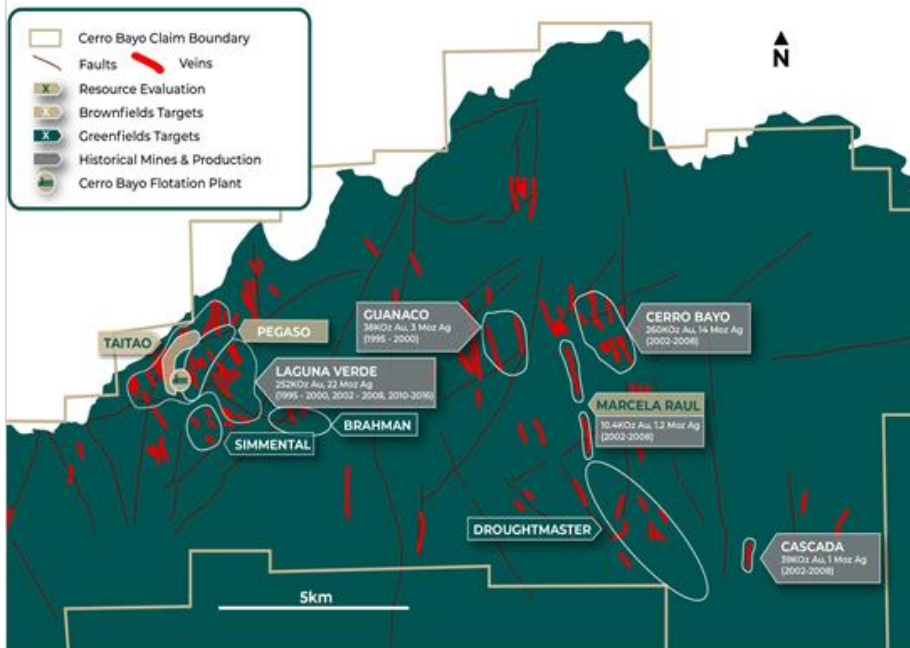 Cerro Bayo Claim Boundary
Faults
Veins
X Resource Evaluation
X Brownfields Targets
X Greenfields Targets
Historical Mines & Production
Cerro Bayo Flotation Plant
N
TAITAO
PEGASO
GUANACO
38KOz Au, 3 Moz Ag
(1995 - 2000)
CERRO BAYO
260KOz Au, 14 Moz Ag
(2002-2008)
LAGUNA VERDE
252KOz Au, 22 Moz Ag
(1995 - 2000, 2002 - 2008, 2010-2016)
MARCELA RAUL
10.4KOz Au, 1.2 Moz Ag
(2002-2008)
BRAHMAN
SIMMENTAL
DROUGHTMASTER
CASCADA
39KOz Au, 1 Moz Ag
(2002-2008)
5km